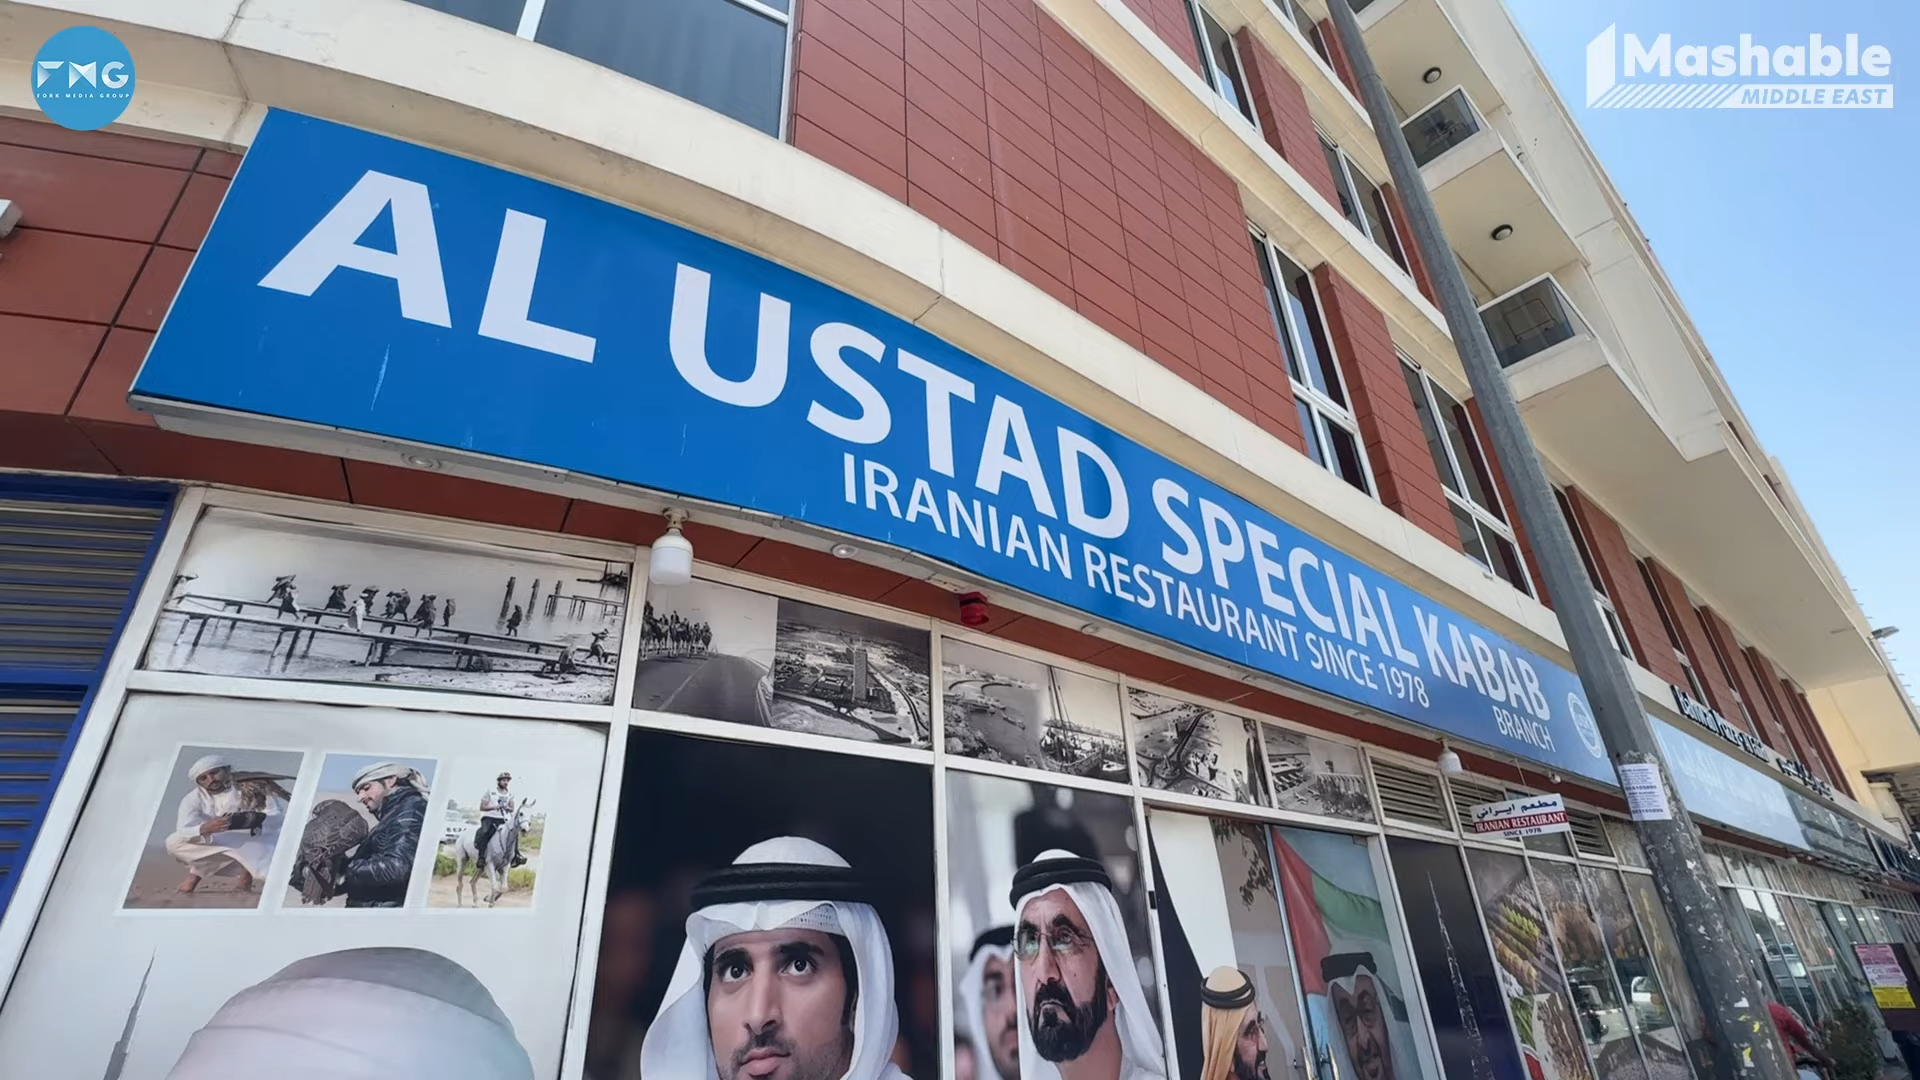 FMG
FORK MEDIA GROUP
Mashable
MIDDLE EAST
AL USTAD SPECIAL KABAB
IRANIAN RESTAURANT SINCE 1978
BRANCH
مطعم ايراني
IRANIAN RESTAURANT
SINCE 1978